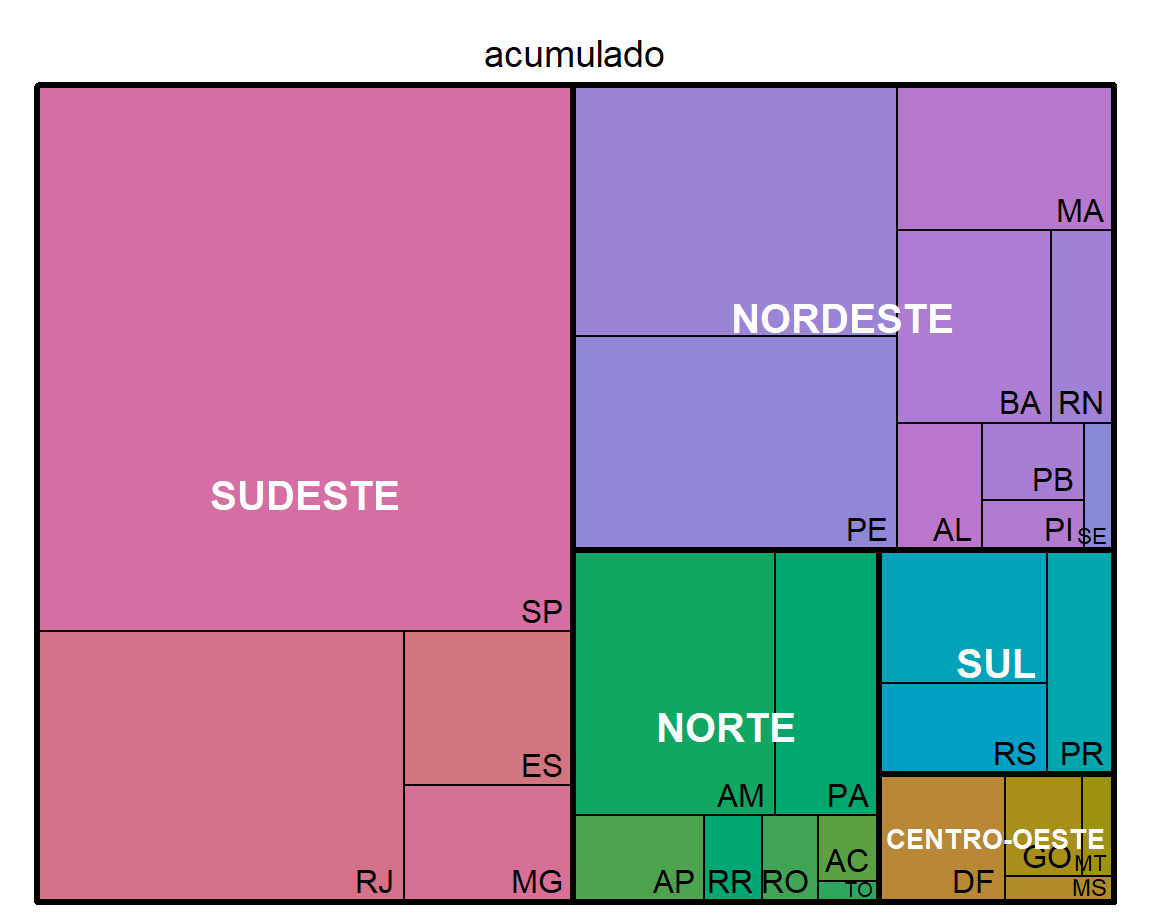 acumulado
MA
NORDESTE
BA
RN
PB
SUDESTE
PE
AL
PI
SE
SP
SUL
NORTE
ES
RS
PR
AM
PA
CENTRO-OESTE
RJ
MG
AP
RR
RO
AC
TO
DF
GO
MT
MS